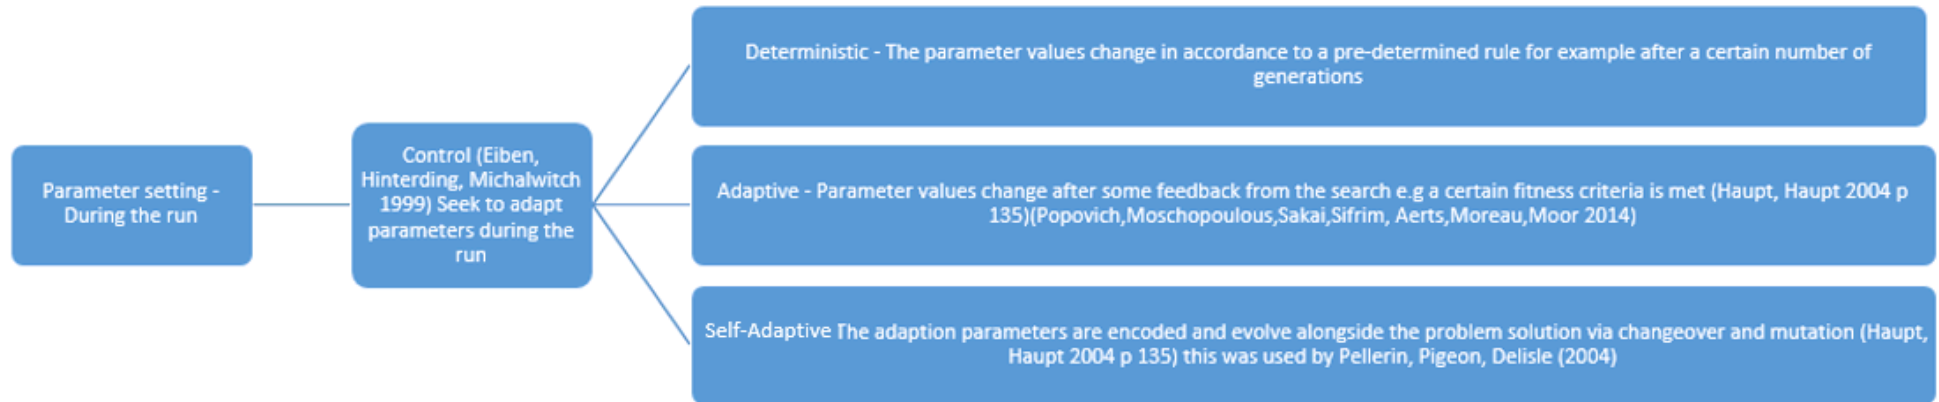 Parameter setting -
During the run
Control (Eiben,
Hinterding, Michalwitch
1999) Seek to adapt
parameters during the
run
Deterministic - The parameter values change in accordance to a pre-determined rule for example after a certain number of
generations
Adaptive - Parameter values change after some feedback from the search e.g a certain fitness criteria is met (Haupt, Haupt 2004 p
135)(Popovich,Moschopoulous,Sakai,Sifrim, Aerts,Moreau,Moor 2014)
Self-Adaptive The adaption parameters are encoded and evolve alongside the problem solution via changeover and mutation (Haupt,
Haupt 2004 p 135) this was used by Pellerin, Pigeon, Delisle (2004)